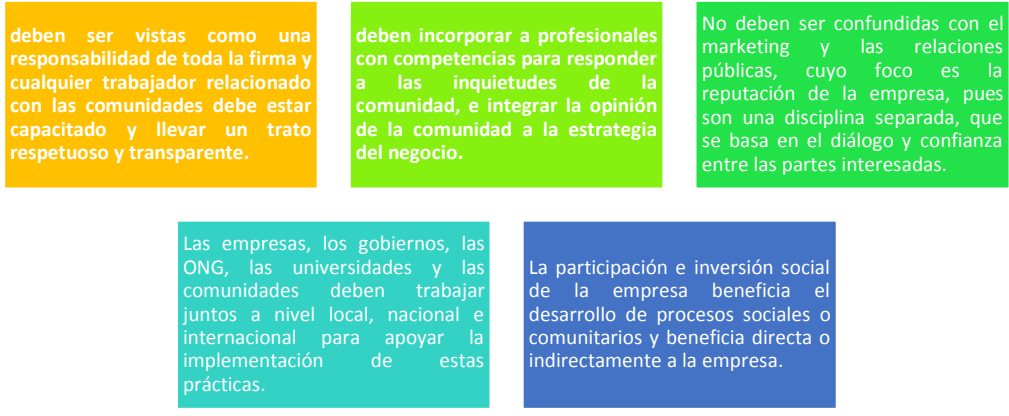 deben ser vistas como una
responsabilidad de toda la firma y
cualquier trabajador relacionado
con las comunidades debe estar
capacitado y llevar un trato
respetuoso y transparente.
deben incorporar a profesionales
con competencias para responder
a las inquietudes de la
comunidad, e integrar la opinión
de la comunidad a la estrategia
del negocio.
No deben ser confundidas con el
marketing y las relaciones
públicas, cuyo foco es la
reputación de la empresa, pues
son una disciplina separada, que
se basa en el diálogo y confianza
entre las partes interesadas.
Las empresas, los gobiernos, las
ONG, las universidades y las
comunidades deben trabajar
juntos a nivel local, nacional e
internacional para apoyar la
implementación de estas
prácticas.
La participación e inversión social
de la empresa beneficia el
desarrollo de procesos sociales o
comunitarios y beneficia directa o
indirectamente a la empresa.